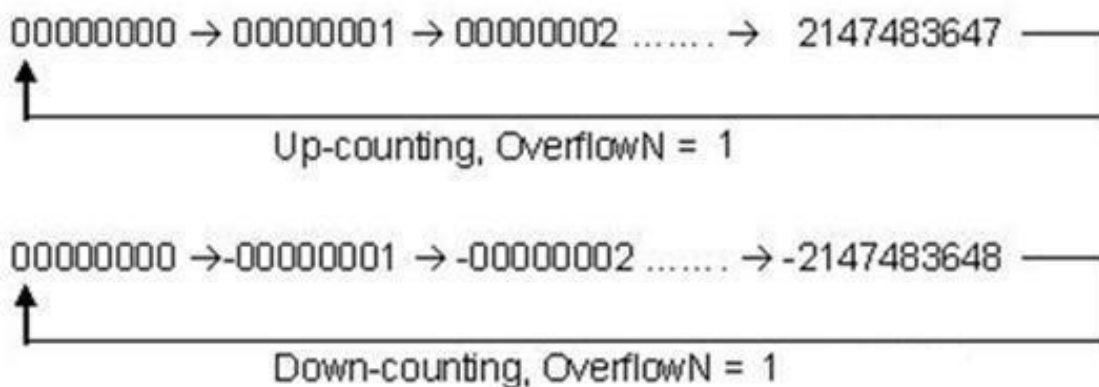 00000000 → 00000001 → 00000002 ....... → 2147483647
Up-counting, OverflowN = 1
00000000 →-00000001 → -00000002 ....... → -2147483648
Down-counting, OverflowN = 1